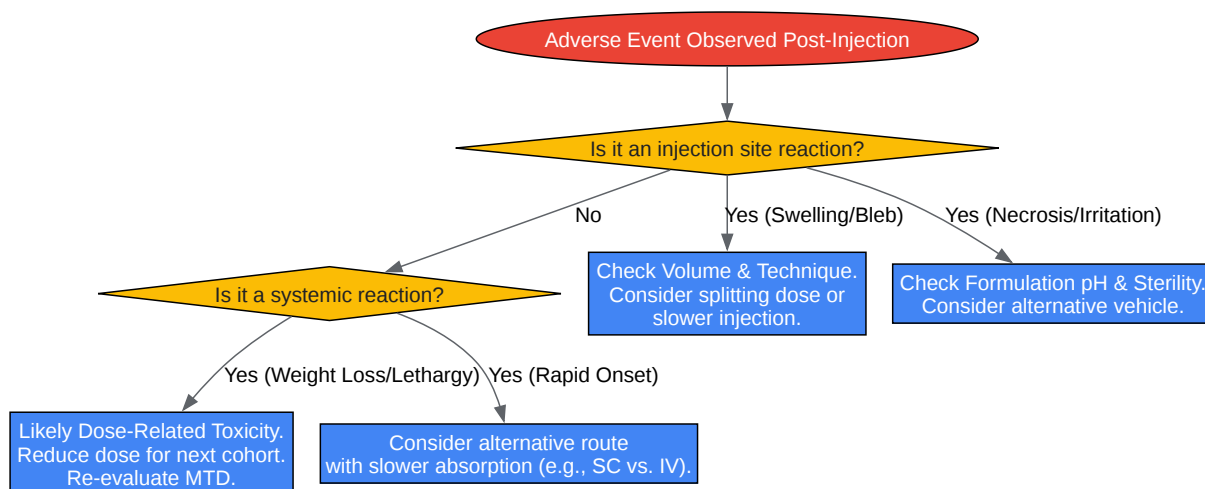 Adverse Event Observed Post-Injection
Is it an injection site reaction?
No
Yes (Swelling/Bleb)
Yes (Necrosis/Irritation)
Is it a systemic reaction?
Check Volume & Technique.
Consider splitting dose or
slower injection.
Check Formulation pH & Sterility.
Consider alternative vehicle.
Yes (Weight Loss/Lethargy)
Yes (Rapid Onset)
Likely Dose-Related Toxicity.
Reduce dose for next cohort.
Re-evaluate MTD.
Consider alternative route
with slower absorption (e.g., SC vs. IV).